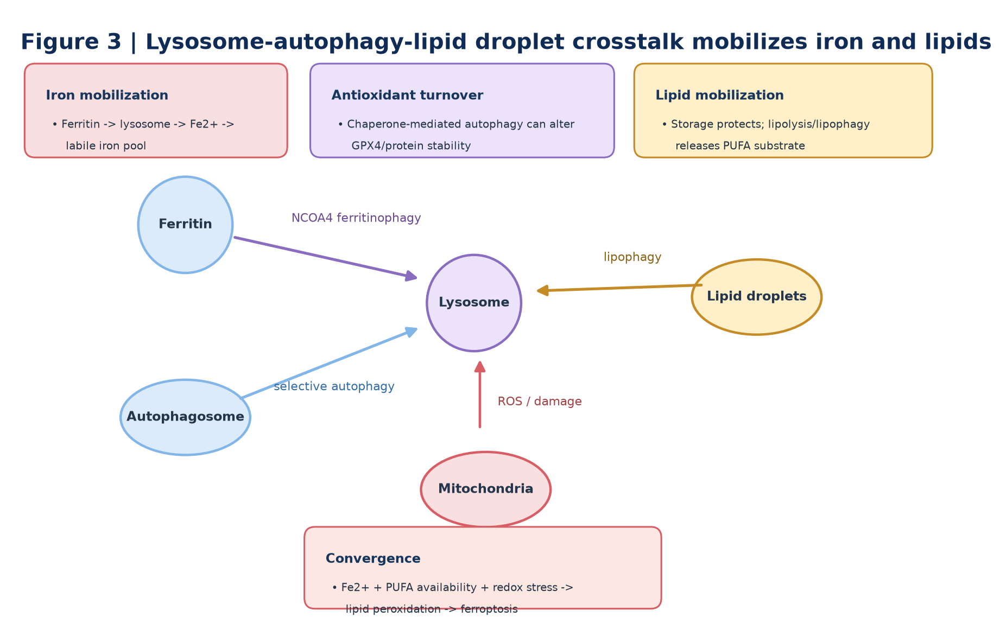 Figure 3 | Lysosome-autophagy-lipid droplet crosstalk mobilizes iron and lipids
Iron mobilization
• Ferritin -> lysosome -> Fe2+ ->
labile iron pool
Antioxidant turnover
• Chaperone-mediated autophagy can alter
GPX4/protein stability
Lipid mobilization
• Storage protects; lipolysis/lipophagy
releases PUFA substrate
Ferritin
NCOA4 ferritinophagy
lipophagy
Lysosome
Lipid droplets
selective autophagy
ROS / damage
Autophagosome
Mitochondria
Convergence
• Fe2+ + PUFA availability + redox stress ->
lipid peroxidation -> ferroptosis